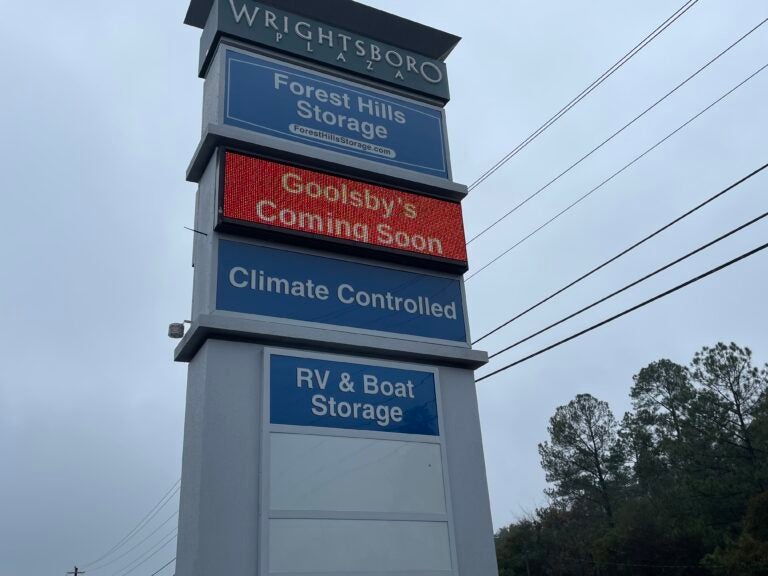 WRIGHTSBORO
PLAZA
Forest Hills
Storage
ForestHillsStorage.com
Goolsby's
Coming Soon
Climate Controlled
RV & Boat
Storage